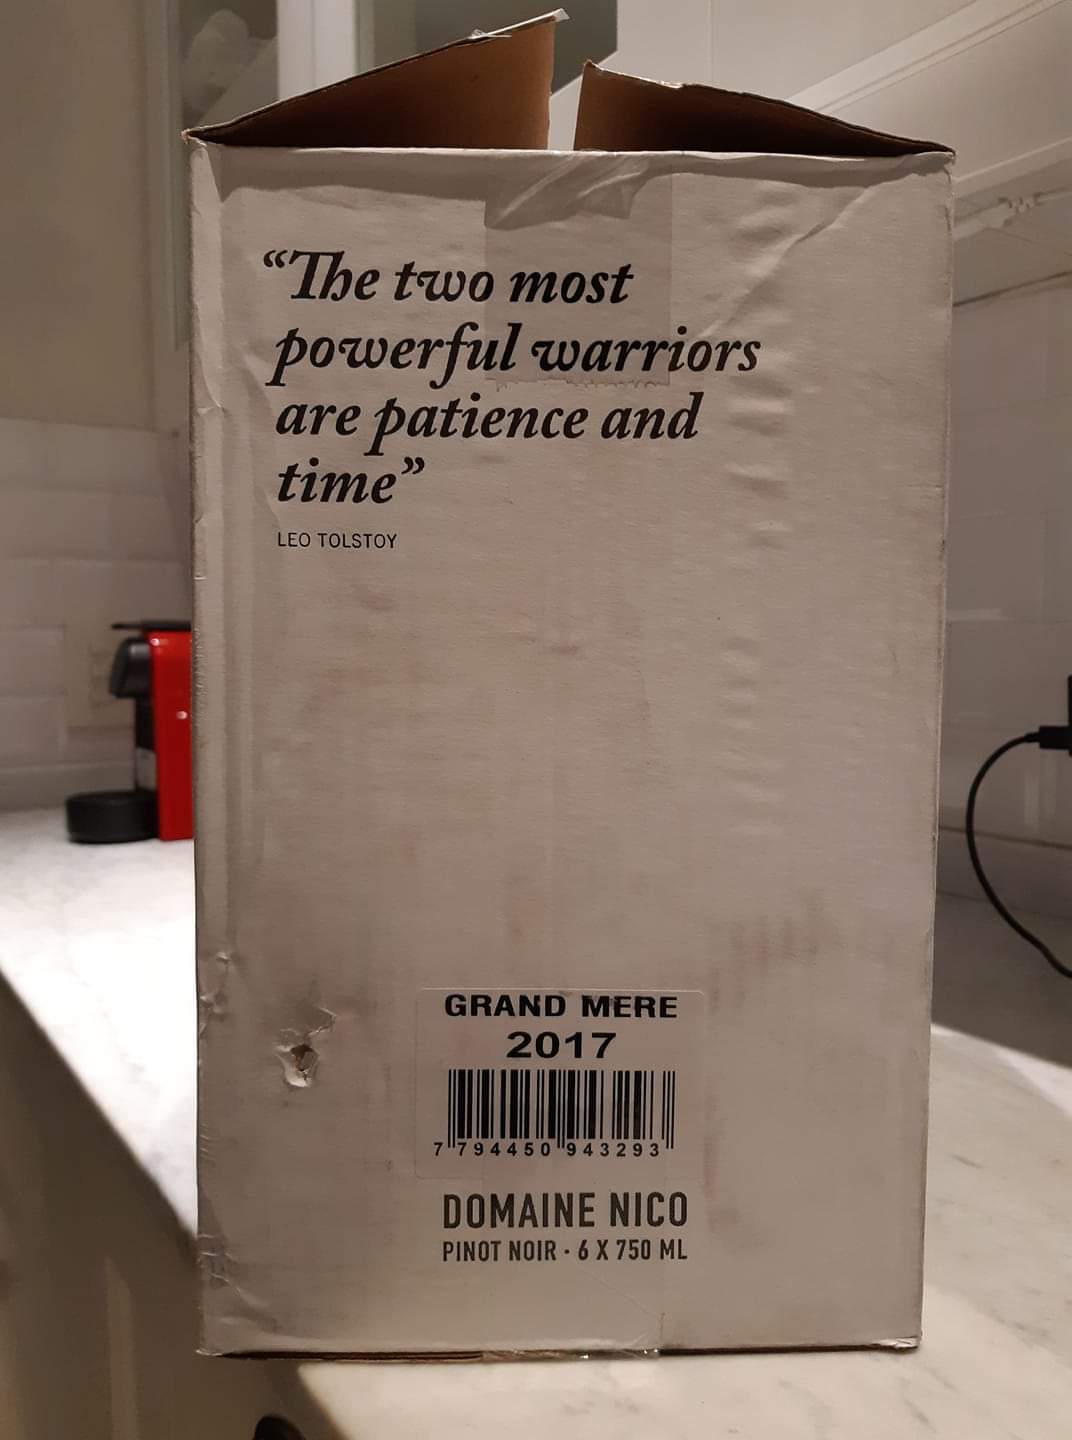 “The two most
powerful warriors
are patience and
time”
LEO TOLSTOY
GRAND MERE
2017
7 794450 943293
DOMAINE NICO
PINOT NOIR · 6 X 750 ML